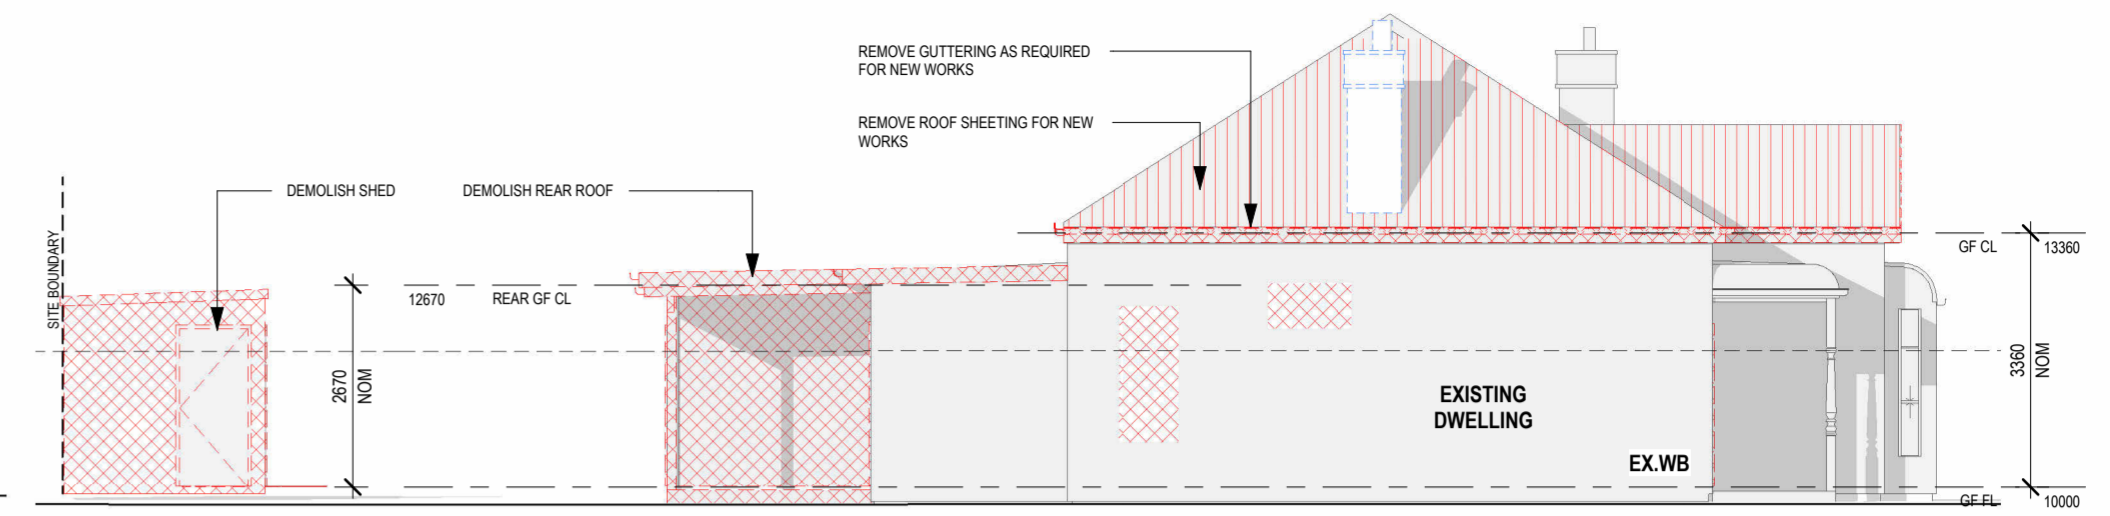 REMOVE GUTTERING AS REQUIRED
FOR NEW WORKS
REMOVE ROOF SHEETING FOR NEW
WORKS
DEMOLISH SHED
DEMOLISH REAR ROOF
SITE BOUNDARY
GF CL
13360
12670
REAR GF CL
2670
NOM
3360
NOM
EXISTING
DWELLING
EX.WB
GF FL
10000